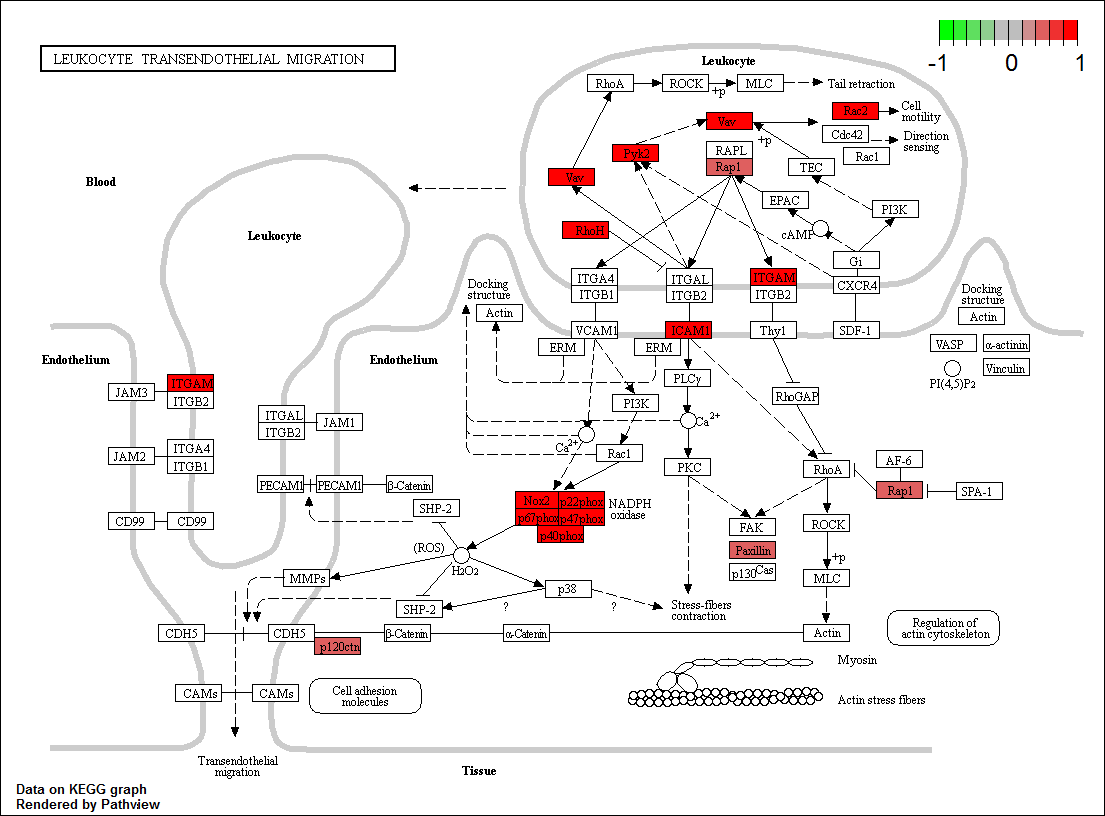 LEUKOCYTE TRANSENDOTHELIAL MIGRATION
-1 0 1
Leukocyte
RhoA ROCK +p MLC Tail retraction
Vav Rac2 Cell
motility
+p Cdc42 Direction
sensing
Rac1
Pyk2 RAPL
Rap1 TEC
Vav
EPAC PI3K
RhoH cAMP
Gi
Blood
Leukocyte
ITGA4 ITGAL ITGAM CXCR4
ITGB1 ITGB2 ITGB2
Docking
structure
Actin
Docking
structure
Actin
VCAM1 ICAM1 Thy1 SDF-1
ERM ERM
VASP α-actinin
Vinculin
PI(4,5)P2
Endothelium
Endothelium
JAM3 ITGAM
ITGB2
PLCγ
PI3K RhoGAP
ITGAL JAM1
ITGB2
Ca2+ Ca2+
JAM2 ITGA4
ITGB1
Rac1 PKC RhoA AF-6
Rap1 SPA-1
PECAM1 PECAM1 β-Catenin
Nox2 p22phox NADPH
oxidase
p67phox p47phox
p40phox
SHP-2
CD99 CD99
FAK ROCK
Paxillin
p130Cas
+p
MLC
(ROS)
H2O2
MMPs p38
SHP-2 ? ? Stress-fibers
contraction
CDH5 CDH5 β-Catenin α-Catenin Actin
p120ctn
Regulation of
actin cytoskeleton
Myosin
CAMs CAMs Cell adhesion
molecules
Actin stress fibers
Transendothelial
migration
Tissue
Data on KEGG graph
Rendered by Pathview